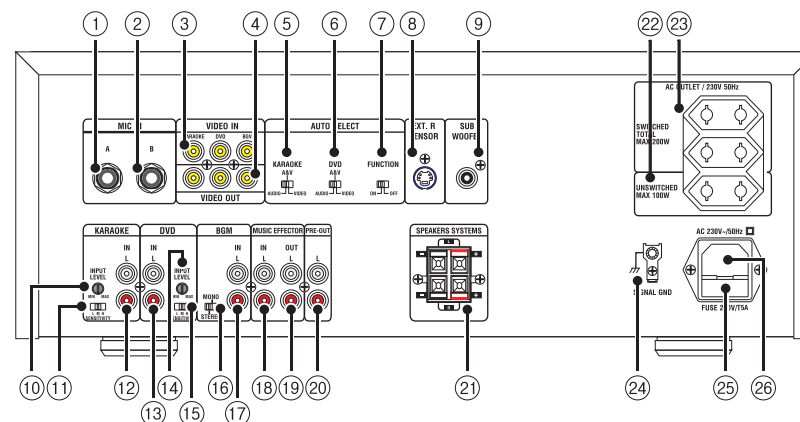 1 2 3 4 5 6 7 8 9 22 23
AC OUTLET / 230V 50Hz
MIC IN
VIDEO IN
AUTO SELECT
EXT. R SENSOR
SUB WOOFER
A B
KARAOKE DVD BGV
SWITCHED
TOTAL
MAX 200W
KARAOKE
A&V
DVD
A&V
FUNCTION
AUDIO VIDEO
AUDIO VIDEO
ON OFF
VIDEO OUT
UNSWITCHED
MAX 100W
KARAOKE DVD BGM MUSIC EFFECTOR PRE-OUT
SPEAKERS SYSTEMS
AC 230V~/50Hz
IN IN IN IN OUT
L L L L L L
INPUT
LEVEL
MIN MAX
L M H
SENSITIVITY
INPUT
LEVEL
MIN MAX
L M H
SENSITIVITY
MONO
STEREO
SIGNAL GND
FUSE 250V/T5A
10 11 12 13 14 15 16 17 18 19 20 21 24 25 26